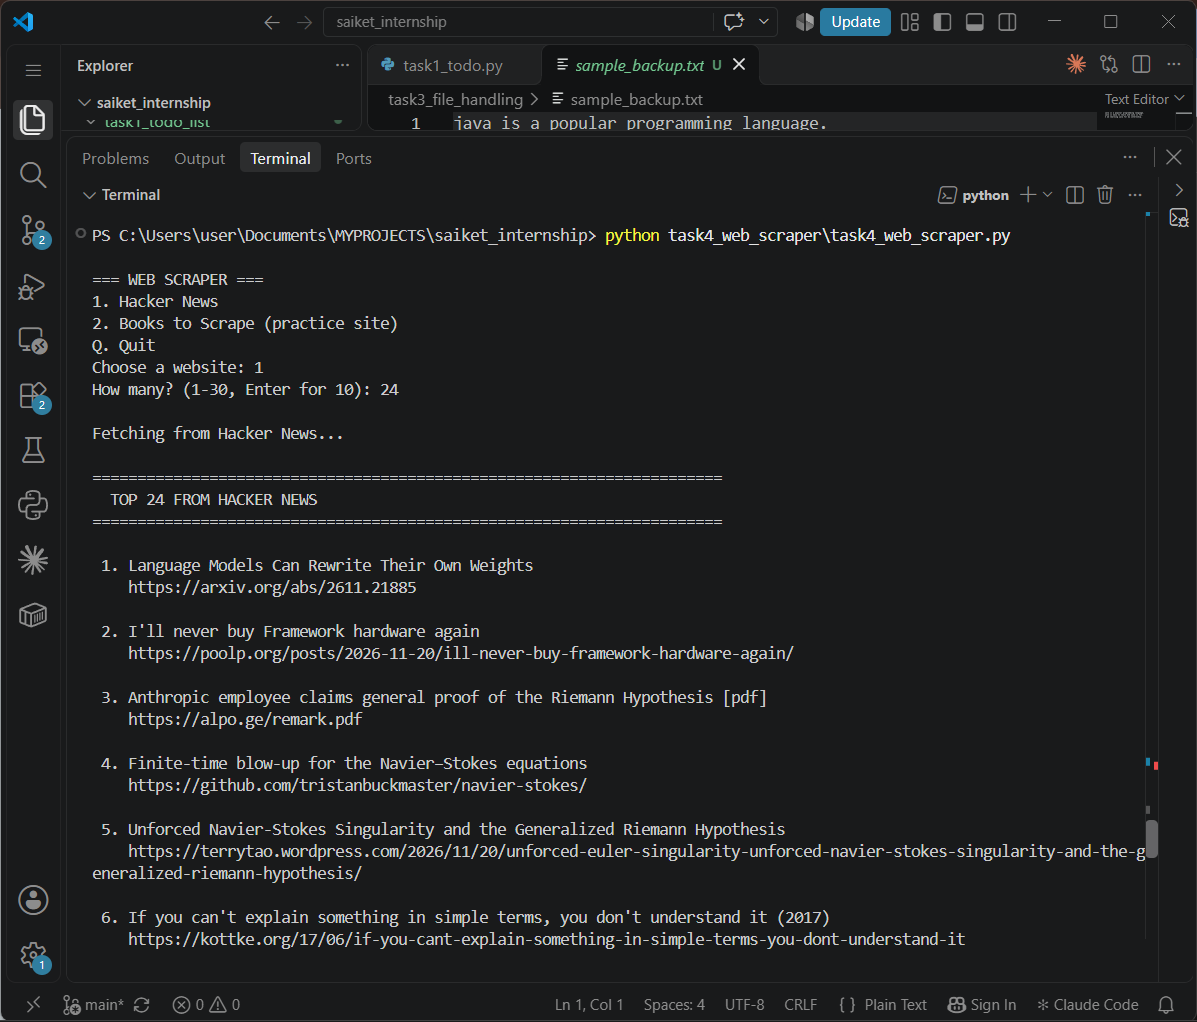 saiket_internship
Update
Explorer
task1_todo.py
sample_backup.txt U
saiket_internship
task1_todo_list
task3_file_handling > sample_backup.txt
Text Editor
1 java is a popular programming language.
Problems Output Terminal Ports
Terminal
python
PS C:\Users\user\Documents\MYPROJECTS\saiket_internship> python task4_web_scraper\task4_web_scraper.py
=== WEB SCRAPER ===
1. Hacker News
2. Books to Scrape (practice site)
Q. Quit
Choose a website: 1
How many? (1-30, Enter for 10): 24
Fetching from Hacker News...
======================================================================
TOP 24 FROM HACKER NEWS
======================================================================
1. Language Models Can Rewrite Their Own Weights
https://arxiv.org/abs/2611.21885
2. I'll never buy Framework hardware again
https://poolp.org/posts/2026-11-20/ill-never-buy-framework-hardware-again/
3. Anthropic employee claims general proof of the Riemann Hypothesis [pdf]
https://alpo.ge/remark.pdf
4. Finite-time blow-up for the Navier–Stokes equations
https://github.com/tristanbuckmaster/navier-stokes/
5. Unforced Navier-Stokes Singularity and the Generalized Riemann Hypothesis
https://terrytao.wordpress.com/2026/11/20/unforced-euler-singularity-unforced-navier-stokes-singularity-and-the-g
eneralized-riemann-hypothesis/
6. If you can't explain something in simple terms, you don't understand it (2017)
https://kottke.org/17/06/if-you-cant-explain-something-in-simple-terms-you-dont-understand-it
2
2
1
main* 0 0 Ln 1, Col 1 Spaces: 4 UTF-8 CRLF { } Plain Text Sign In Claude Code